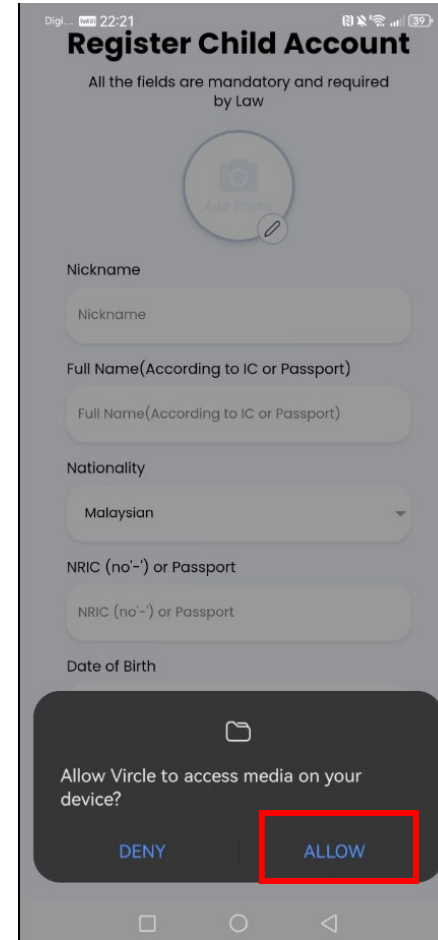 Digi... 22:21 39
Register Child Account
All the fields are mandatory and required
by Law
Add Photo
Nickname
Nickname
Full Name(According to IC or Passport)
Full Name(According to IC or Passport)
Nationality
Malaysian
NRIC (no'-') or Passport
NRIC (no'-') or Passport
Date of Birth
Allow Vircle to access media on your
device?
DENY ALLOW